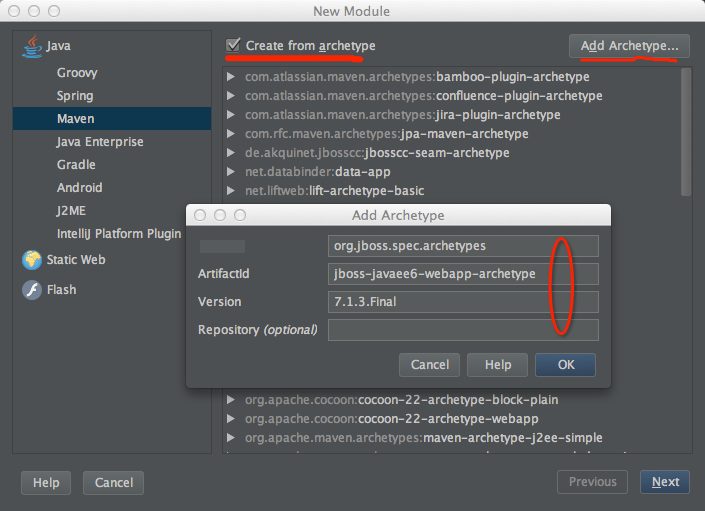 New Module
Java
Groovy
Spring
Maven
Java Enterprise
Gradle
Android
J2ME
IntelliJ Platform Plugin
Static Web
Flash
Create from archetype
Add Archetype...
com.atlassian.maven.archetypes:bamboo-plugin-archetype
com.atlassian.maven.archetypes:confluence-plugin-archetype
com.atlassian.maven.archetypes:jira-plugin-archetype
com.rfc.maven.archetypes:jpa-maven-archetype
de.akquinet.jbosscc:jbosscc-seam-archetype
net.databinder:data-app
net.liftweb:lift-archetype-basic
Add Archetype
org.jboss.spec.archetypes
ArtifactId
jboss-javaee6-webapp-archetype
Version
7.1.3.Final
Repository (optional)
Cancel
Help
OK
org.apache.cocoon:cocoon-22-archetype-block-plain
org.apache.cocoon:cocoon-22-archetype-webapp
org.apache.maven.archetypes:maven-archetype-j2ee-simple
Help
Cancel
Previous
Next